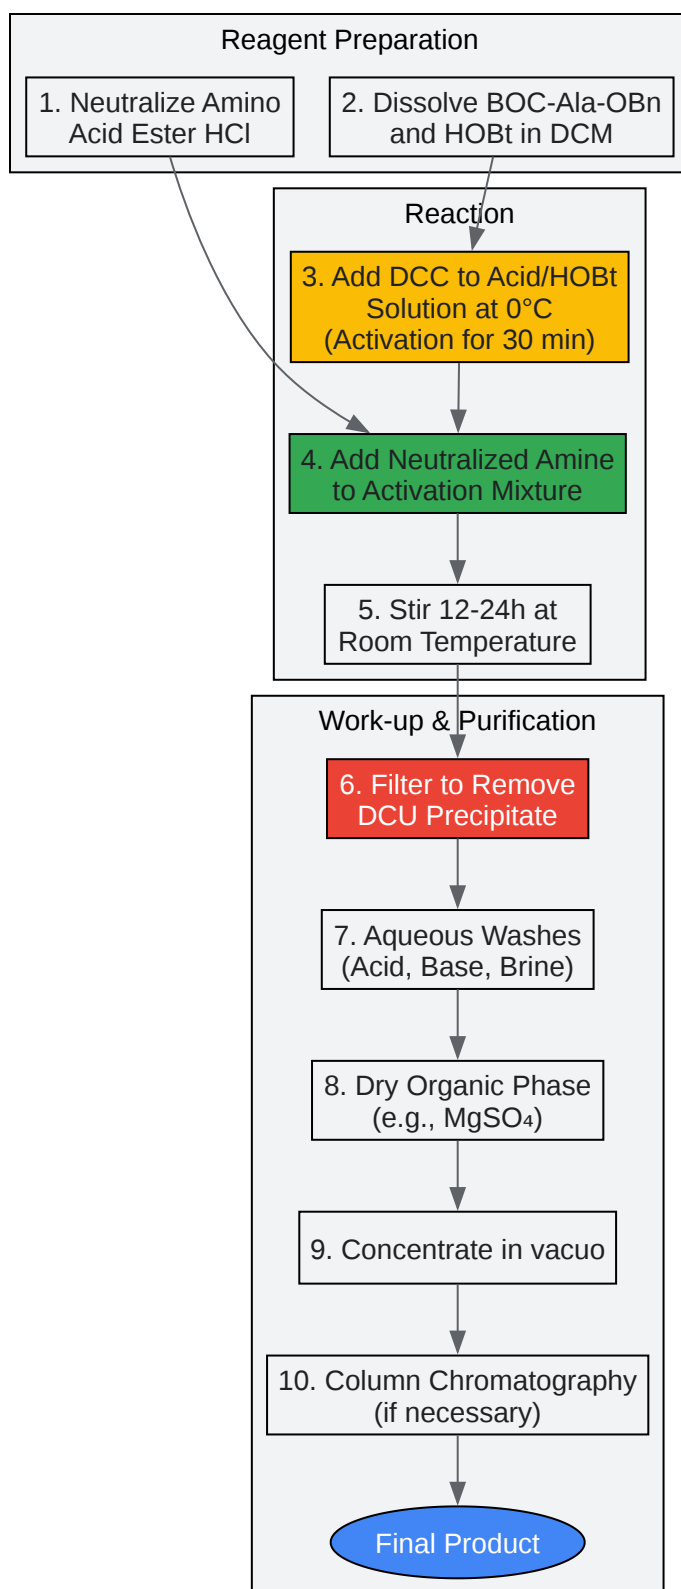 Reagent Preparation
1. Neutralize Amino
Acid Ester HCl
2. Dissolve BOC-Ala-OBn
and HOBt in DCM
Reaction
3. Add DCC to Acid/HOBt
Solution at 0°C
(Activation for 30 min)
4. Add Neutralized Amine
to Activation Mixture
5. Stir 12-24h at
Room Temperature
Work-up & Purification
6. Filter to Remove
DCU Precipitate
7. Aqueous Washes
(Acid, Base, Brine)
8. Dry Organic Phase
(e.g., MgSO₄)
9. Concentrate in vacuo
10. Column Chromatography
(if necessary)
Final Product